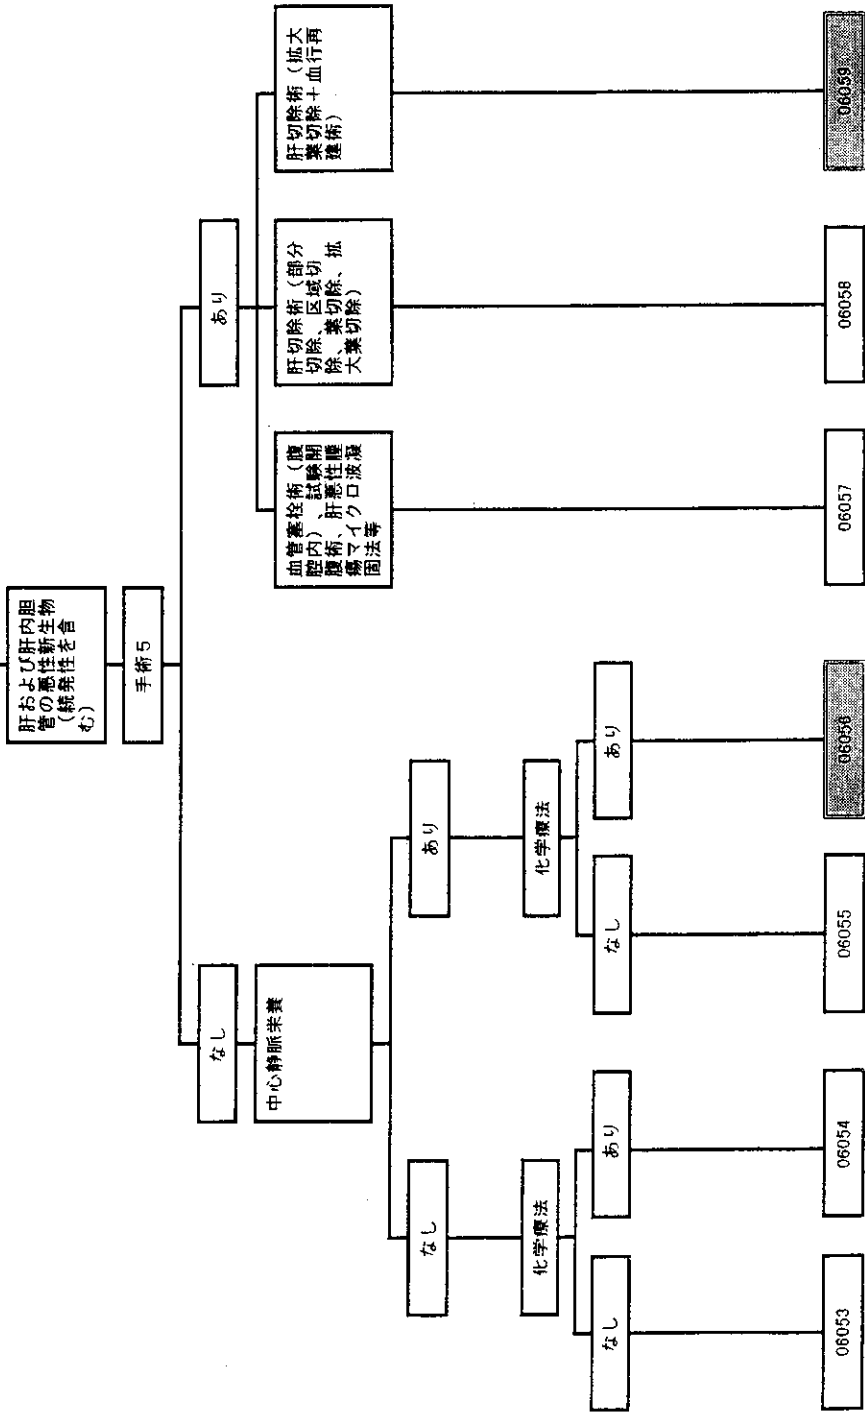 肝および肝内胆
管の悪性新生物
（続発性を含
む）
手術５
なし
あり
中心静脈栄養
血管塞栓術（腹
腔内）、試験開
腹術、肝悪性腫
瘍マイクロ波凝
固法等
肝切除術（部分
切除、区域切
除、葉切除、拡
大葉切除）
肝切除術（拡大
葉切除＋血行再
建術）
なし
あり
化学療法
化学療法
なし
あり
なし
あり
06053
06054
06055
06056
06057
06058
06059